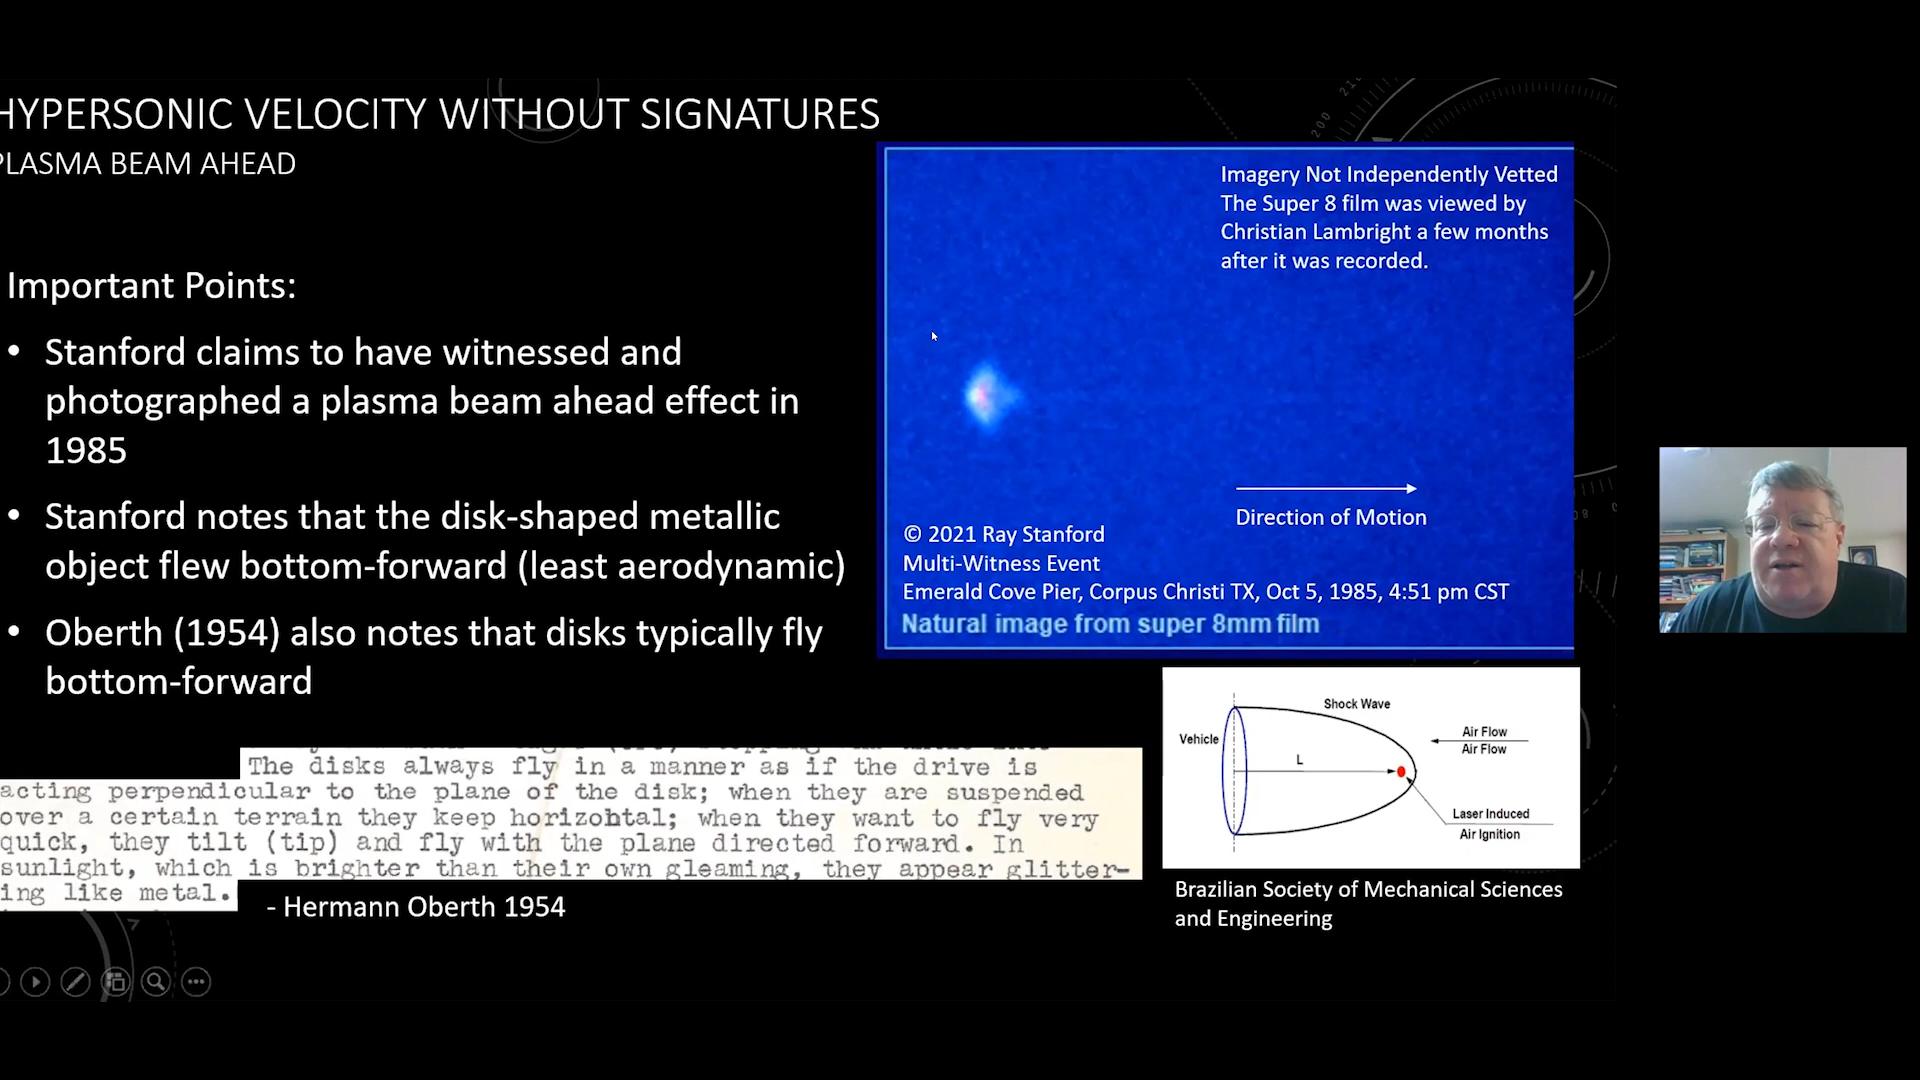 HYPERSONIC VELOCITY WITHOUT SIGNATURES
PLASMA BEAM AHEAD
Important Points:
• Stanford claims to have witnessed and
photographed a plasma beam ahead effect in
1985
• Stanford notes that the disk-shaped metallic
object flew bottom-forward (least aerodynamic)
• Oberth (1954) also notes that disks typically fly
bottom-forward
The disks always fly in a manner as if the drive is
acting perpendicular to the plane of the disk; when they are suspended
over a certain terrain they keep horizohtal; when they want to fly very
quick, they tilt (tip) and fly with the plane directed forward. In
sunlight, which is brighter than their own gleaming, they appear glitter-
ing like metal.
- Hermann Oberth 1954
Imagery Not Independently Vetted
The Super 8 film was viewed by
Christian Lambright a few months
after it was recorded.
Direction of Motion
© 2021 Ray Stanford
Multi-Witness Event
Emerald Cove Pier, Corpus Christi TX, Oct 5, 1985, 4:51 pm CST
Natural image from super 8mm film
Shock Wave
Vehicle
L
Air Flow
Air Flow
Laser Induced
Air Ignition
Brazilian Society of Mechanical Sciences
and Engineering
200